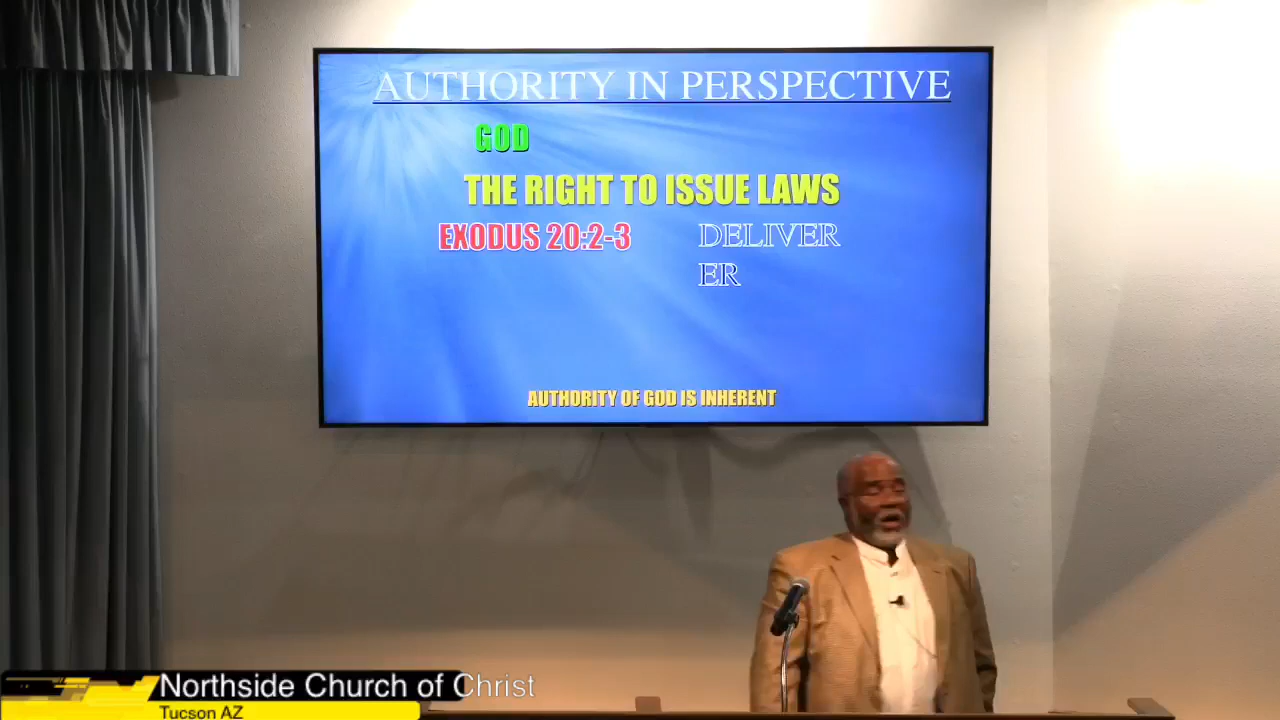 AUTHORITY IN PERSPECTIVE
GOD
THE RIGHT TO ISSUE LAWS
EXODUS 20:2-3
DELIVER
ER
AUTHORITY OF GOD IS INHERENT
Northside Church of Christ
Tucson AZ